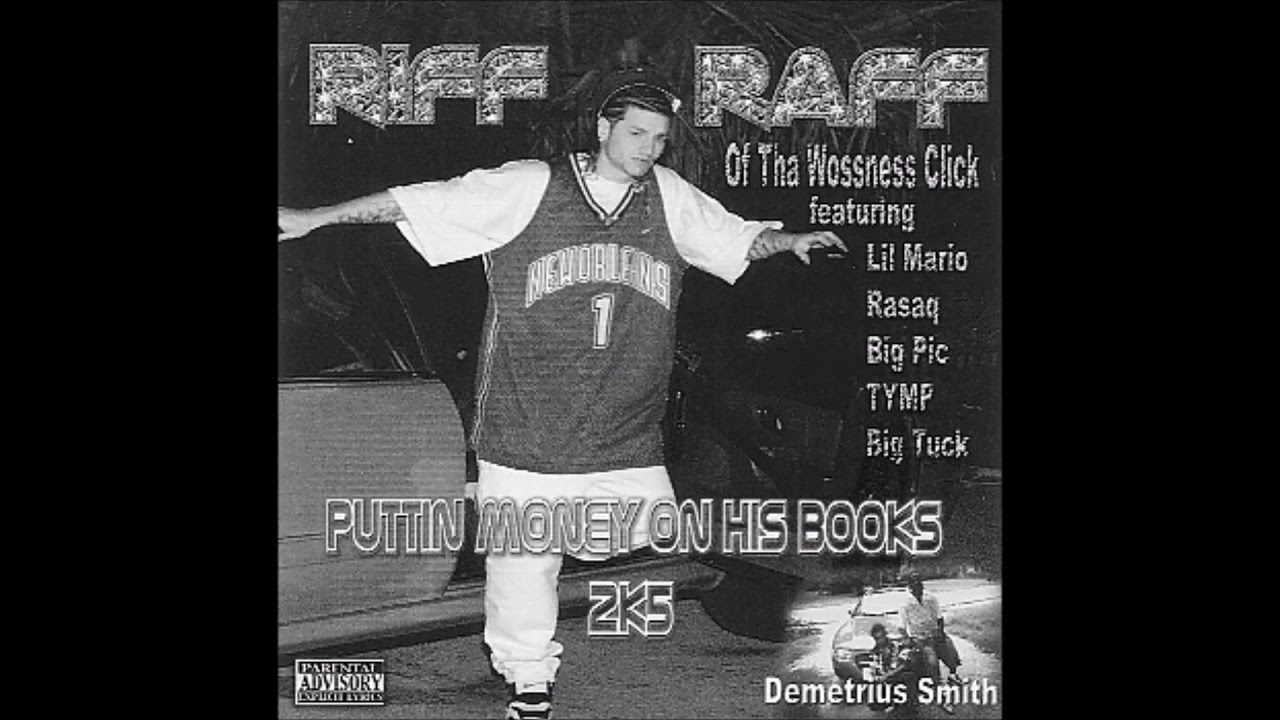 RIFF RAFF
Of Tha Wossness Click
featuring
Lil Mario
Rasaq
Big Pic
TYMP
Big Tuck
NEW ORLEANS
1
PUTTIN MONEY ON HIS BOOKS
2K5
PARENTAL
ADVISORY
EXPLICIT LYRICS
Demetrius Smith